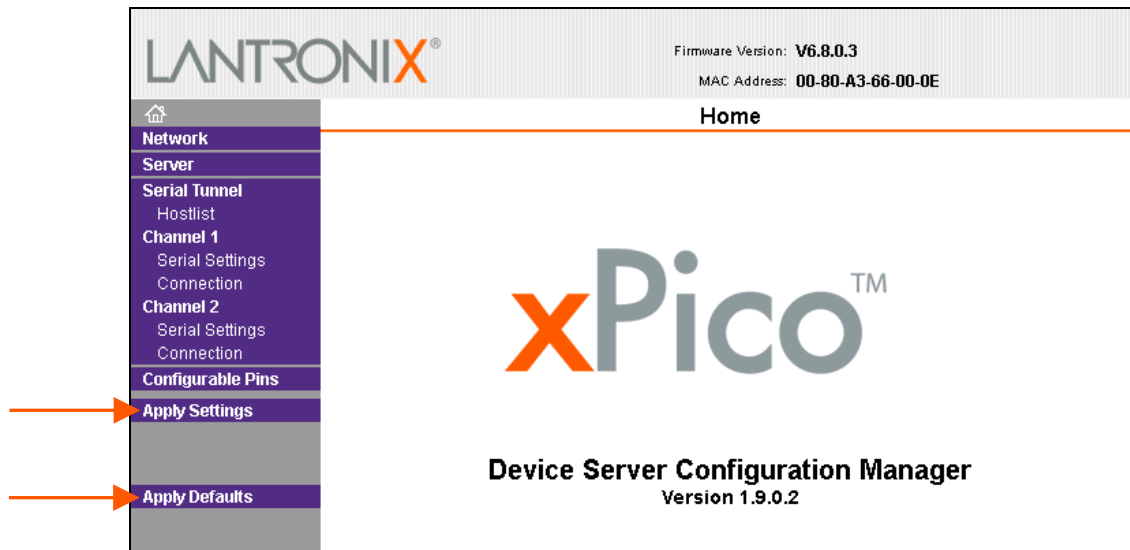 LANTRONIX®
Firmware Version: V6.8.0.3
MAC Address: 00-80-A3-66-00-0E
Home
Network
Server
Serial Tunnel
Hostlist
Channel 1
Serial Settings
Connection
Channel 2
Serial Settings
Connection
Configurable Pins
Apply Settings
Apply Defaults
xPico™
Device Server Configuration Manager
Version 1.9.0.2